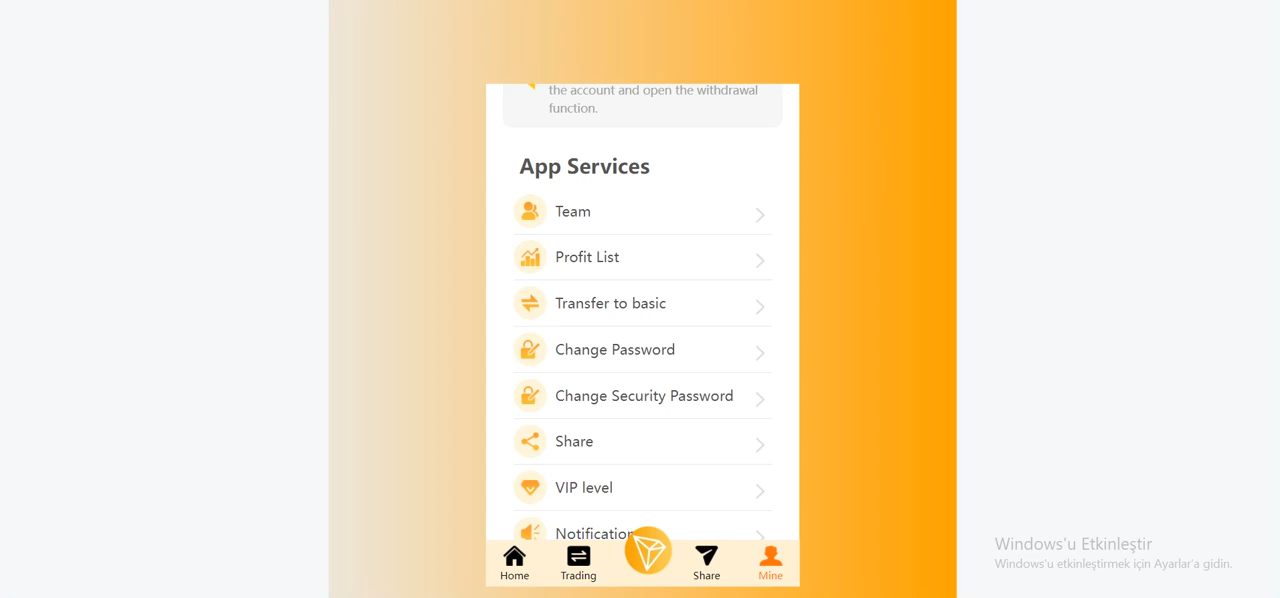 the account and open the withdrawal
function.
App Services
Team
Profit List
Transfer to basic
Change Password
Change Security Password
Share
VIP level
Notification
Home
Trading
Share
Mine
Windows'u Etkinleştir
Windows'u etkinleştirmek için Ayarlar'a gidin.